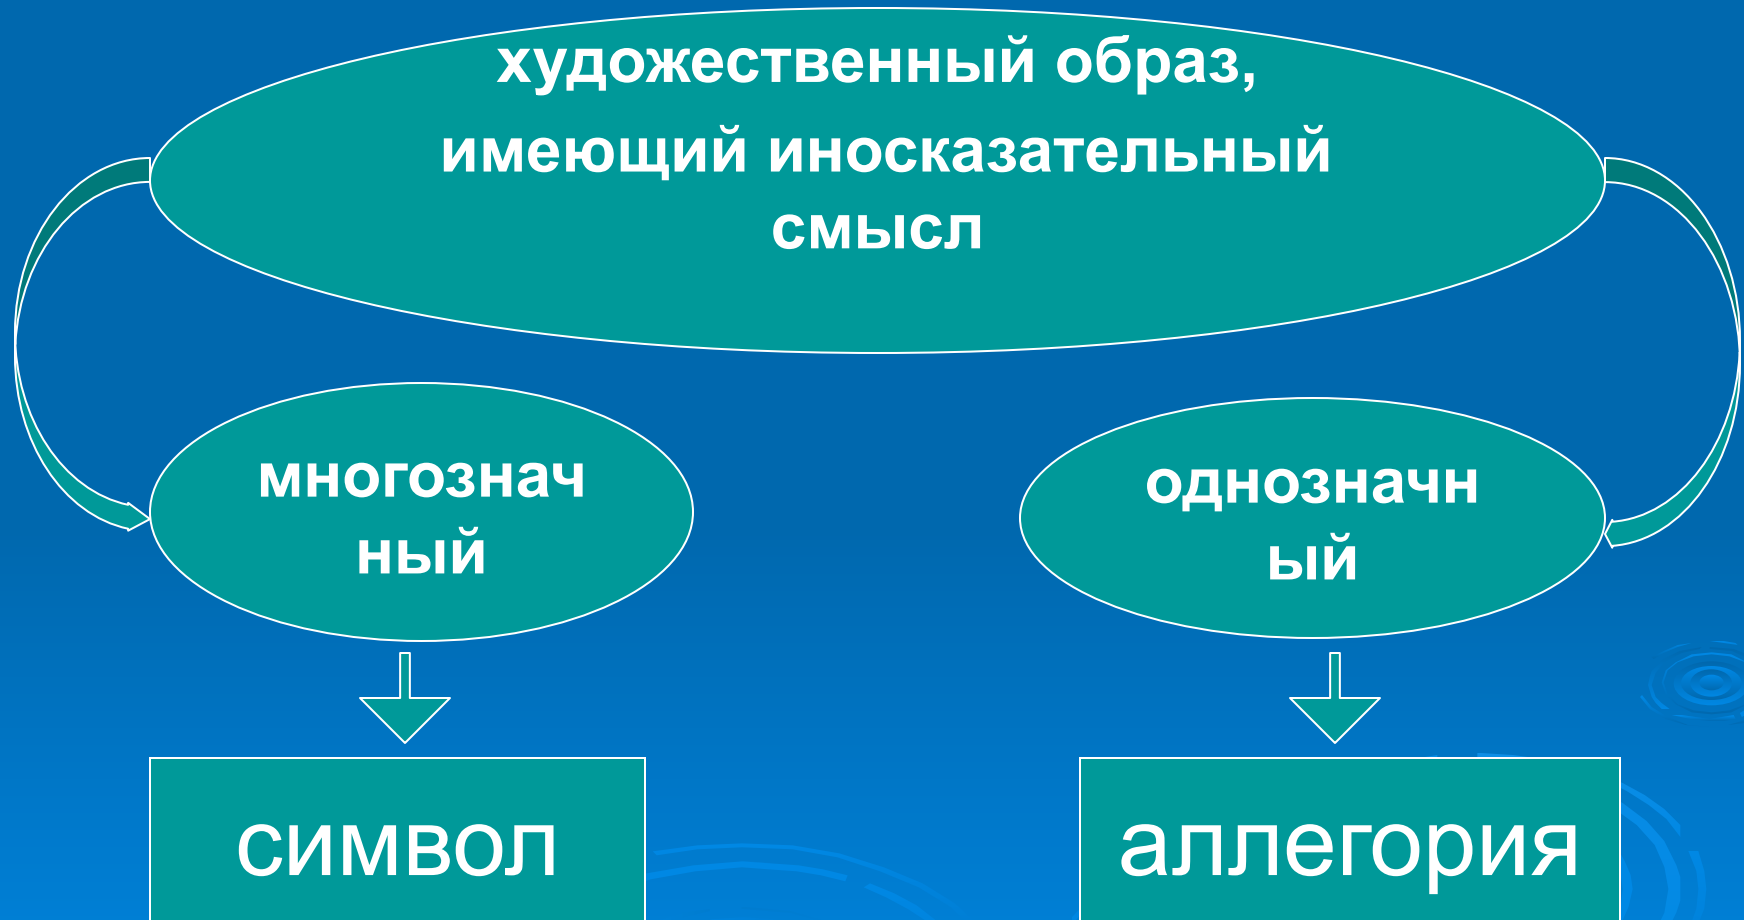 художественный образ,
имеющий иносказательный
смысл
многознач
ный
однозначн
ый
символ
аллегория